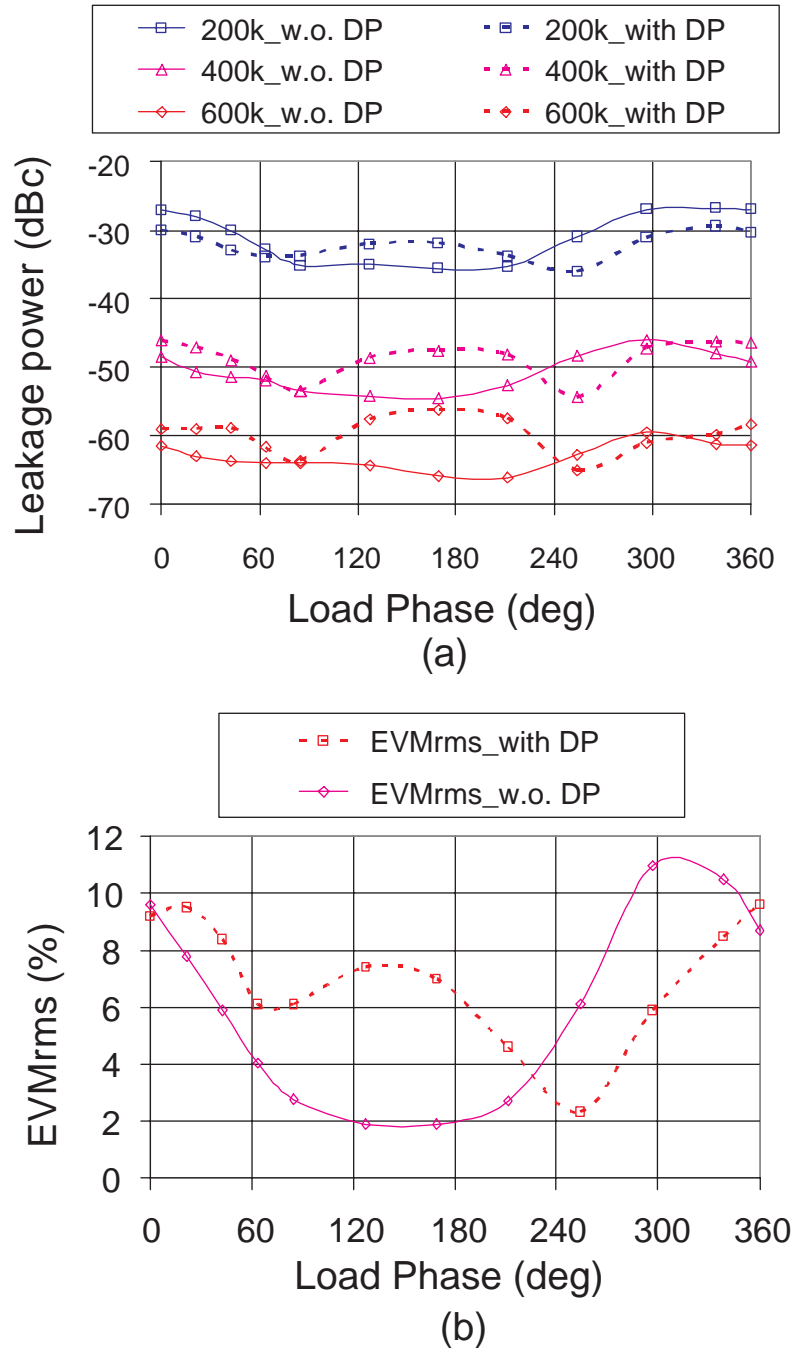 200k_w.o. DP 200k_with DP
400k_w.o. DP 400k_with DP
600k_w.o. DP 600k_with DP
Leakage power (dBc)
-20
-30
-40
-50
-60
-70
0 60 120 180 240 300 360
Load Phase (deg)
(a)
EVMrms_with DP
EVMrms_w.o. DP
EVMrms (%)
12
10
8
6
4
2
0
0 60 120 180 240 300 360
Load Phase (deg)
(b)